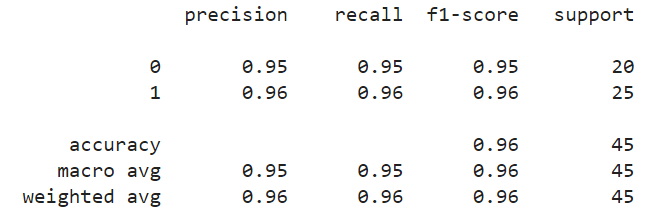 precision recall f1-score support
0 0.95 0.95 0.95 20
1 0.96 0.96 0.96 25
accuracy 0.96 45
macro avg 0.95 0.95 0.96 45
weighted avg 0.96 0.96 0.96 45